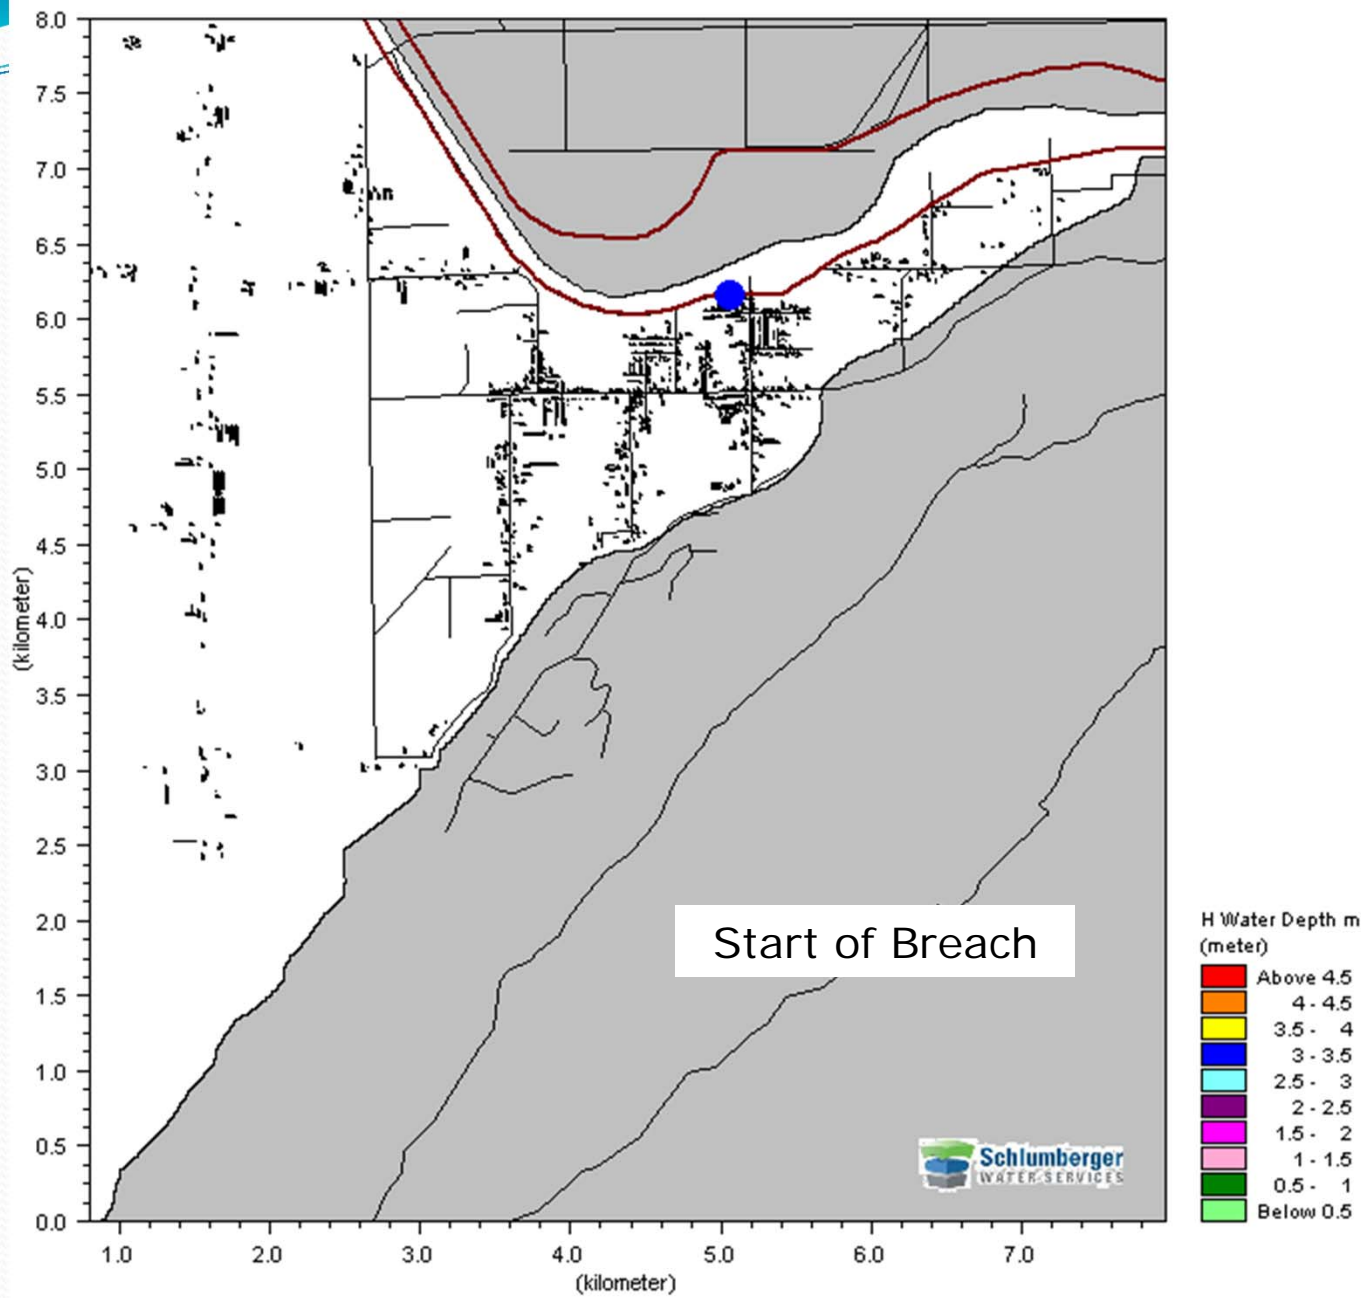 8.0
7.5
7.0
6.5
6.0
5.5
5.0
4.5
4.0
3.5
3.0
2.5
2.0
1.5
1.0
0.5
0.0
(kilometer)
1.0 2.0 3.0 4.0 5.0 6.0 7.0
(kilometer)
Start of Breach
Schlumberger
WATER SERVICES
H Water Depth m
(meter)
Above 4.5
4 - 4.5
3.5 - 4
3 - 3.5
2.5 - 3
2 - 2.5
1.5 - 2
1 - 1.5
0.5 - 1
Below 0.5